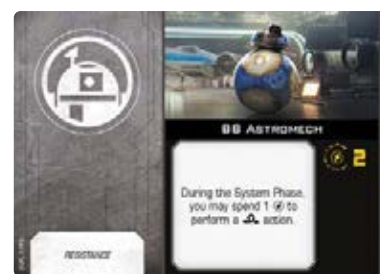 BB ASTROMECH
2
During the System Phase,
you may spend 1 to
perform a action.
RESISTANCE